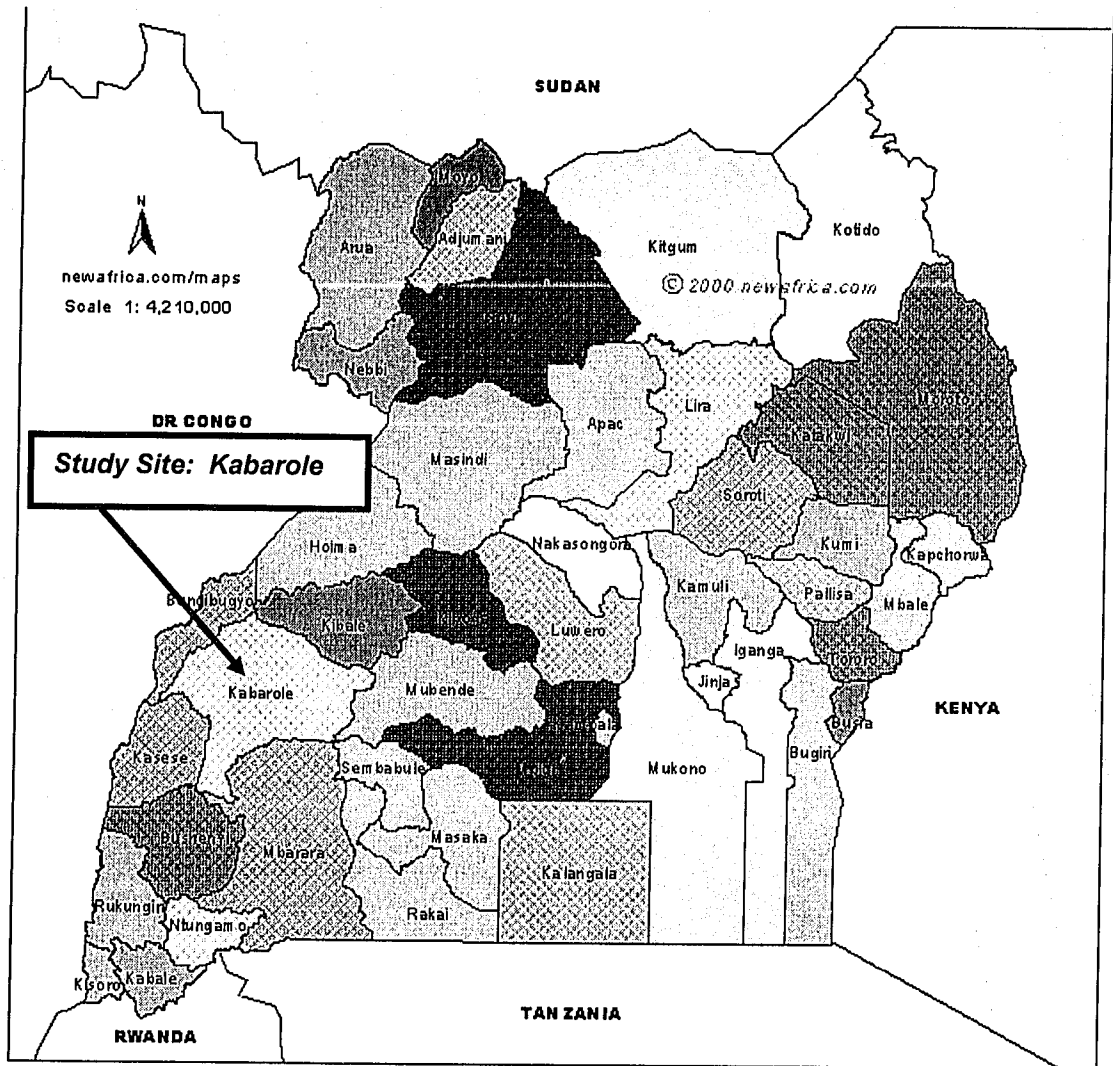 SUDAN
N
newafrica.com/maps
Scale 1: 4,210,000
Moyo
Arua
Adjumani
Kitgum
Kotido
© 2000 newafrica.com
Nebbi
DR CONGO
Moroto
Lira
Apac
Katakwi
Masindi
Study Site: Kabarole
Soroti
Hoima
Nakasongora
Kumi
Kapchorwa
Bundibugyo
Kibale
Kamuli
Pallisa
Mbale
Luwero
Iganga
Tororo
Kabarole
Mubende
Jinja
KENYA
Busia
Kasese
Sembabule
Mukono
Bugiri
Bushenyi
Mbarara
Masaka
Kalangala
Rukungiri
Ntungamo
Rakai
Kisoro
Kabale
TANZANIA
RWANDA